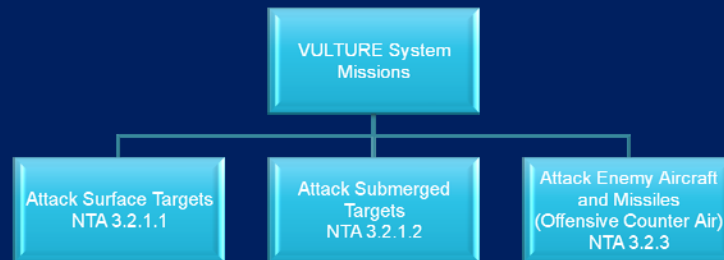 VULTURE System
Missions
Attack Surface Targets
NTA 3.2.1.1
Attack Submerged
Targets
NTA 3.2.1.2
Attack Enemy Aircraft
and Missiles
(Offensive Counter Air)
NTA 3.2.3